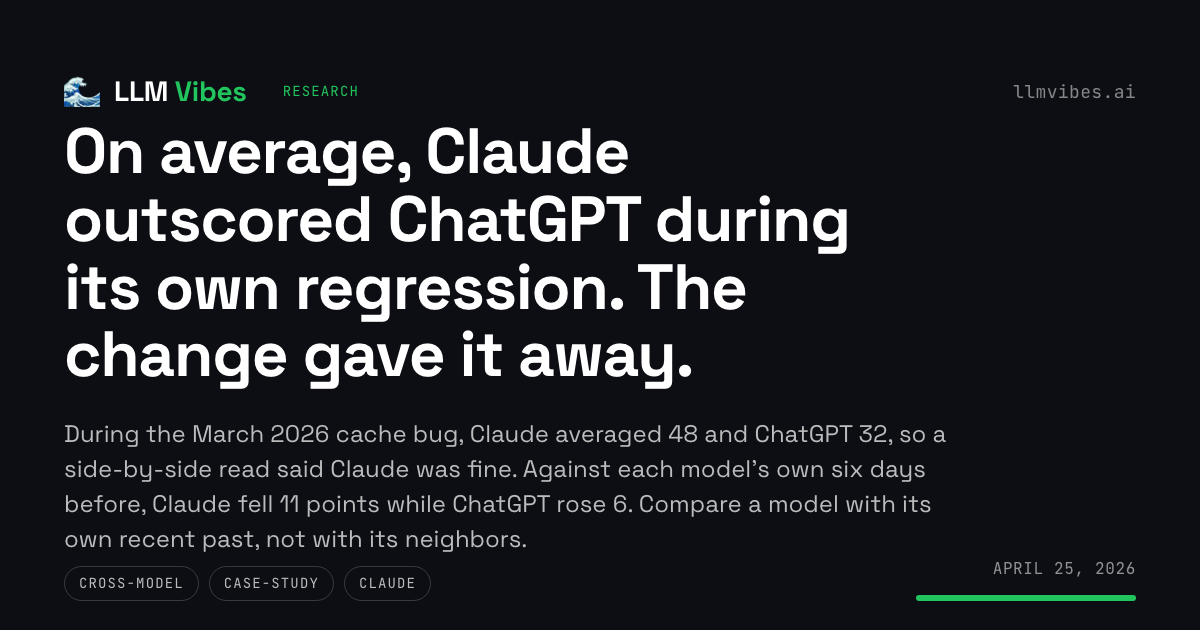 LLM Vibes RESEARCH llmvibes.ai
On average, Claude
outscored ChatGPT during
its own regression. The
change gave it away.
During the March 2026 cache bug, Claude averaged 48 and ChatGPT 32, so a
side-by-side read said Claude was fine. Against each model's own six days
before, Claude fell 11 points while ChatGPT rose 6. Compare a model with its
own recent past, not with its neighbors.
APRIL 25, 2026
CROSS-MODEL CASE-STUDY CLAUDE